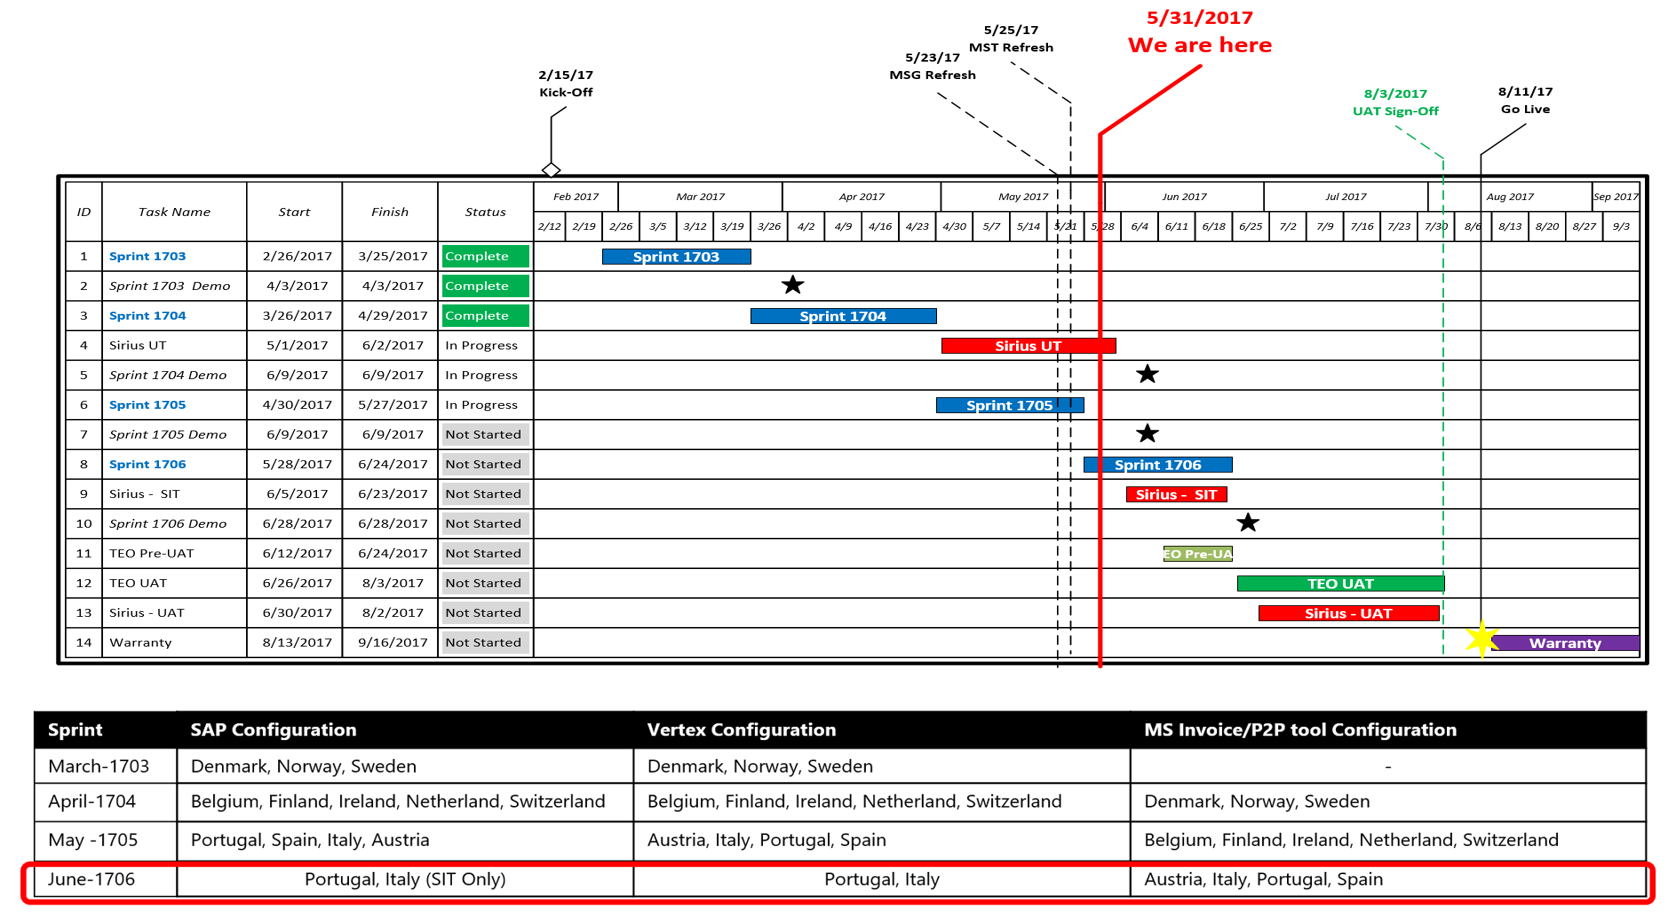 5/31/2017
We are here
5/25/17
MST Refresh
5/23/17
MSG Refresh
2/15/17
Kick-Off
8/3/2017
UAT Sign-Off
8/11/17
Go Live
ID Task Name Start Finish Status Feb 2017 Mar 2017 Apr 2017 May 2017 Jun 2017 Jul 2017 Aug 2017 Sep 2017
2/12 2/19 2/26 3/5 3/12 3/19 3/26 4/2 4/9 4/16 4/23 4/30 5/7 5/14 5/21 5/28 6/4 6/11 6/18 6/25 7/2 7/9 7/16 7/23 7/30 8/6 8/13 8/20 8/27 9/3
1 Sprint 1703 2/26/2017 3/25/2017 Complete Sprint 1703
2 Sprint 1703 Demo 4/3/2017 4/3/2017 Complete
3 Sprint 1704 3/26/2017 4/29/2017 Complete Sprint 1704
4 Sirius UT 5/1/2017 6/2/2017 In Progress Sirius UT
5 Sprint 1704 Demo 6/9/2017 6/9/2017 In Progress
6 Sprint 1705 4/30/2017 5/27/2017 In Progress Sprint 1705
7 Sprint 1705 Demo 6/9/2017 6/9/2017 Not Started
8 Sprint 1706 5/28/2017 6/24/2017 Not Started Sprint 1706
9 Sirius - SIT 6/5/2017 6/23/2017 Not Started Sirius - SIT
10 Sprint 1706 Demo 6/28/2017 6/28/2017 Not Started
11 TEO Pre-UAT 6/12/2017 6/24/2017 Not Started EO Pre-UA
12 TEO UAT 6/26/2017 8/3/2017 Not Started TEO UAT
13 Sirius - UAT 6/30/2017 8/2/2017 Not Started Sirius - UAT
14 Warranty 8/13/2017 9/16/2017 Not Started Warranty
Sprint SAP Configuration Vertex Configuration MS Invoice/P2P tool Configuration
March-1703 Denmark, Norway, Sweden Denmark, Norway, Sweden -
April-1704 Belgium, Finland, Ireland, Netherland, Switzerland Belgium, Finland, Ireland, Netherland, Switzerland Denmark, Norway, Sweden
May -1705 Portugal, Spain, Italy, Austria Austria, Italy, Portugal, Spain Belgium, Finland, Ireland, Netherland, Switzerland
June-1706 Portugal, Italy (SIT Only) Portugal, Italy Austria, Italy, Portugal, Spain